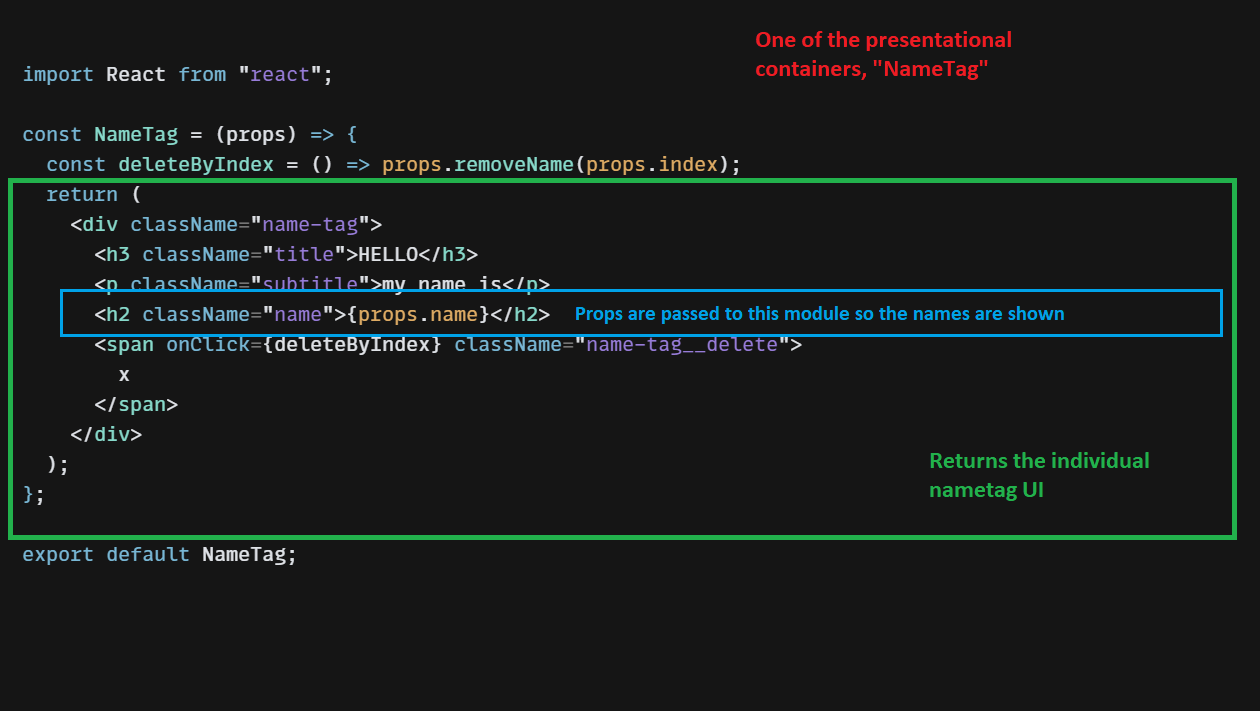 One of the presentational
containers, "NameTag"
import React from "react";
const NameTag = (props) => {
  const deleteByIndex = () => props.removeName(props.index);
  return (
    <div className="name-tag">
      <h3 className="title">HELLO</h3>
      <p className="subtitle">my name is</p>
      <h2 className="name">{props.name}</h2> Props are passed to this module so the names are shown
      <span onClick={deleteByIndex} className="name-tag__delete">
        x
      </span>
    </div>
  );
};
Returns the individual
nametag UI
export default NameTag;